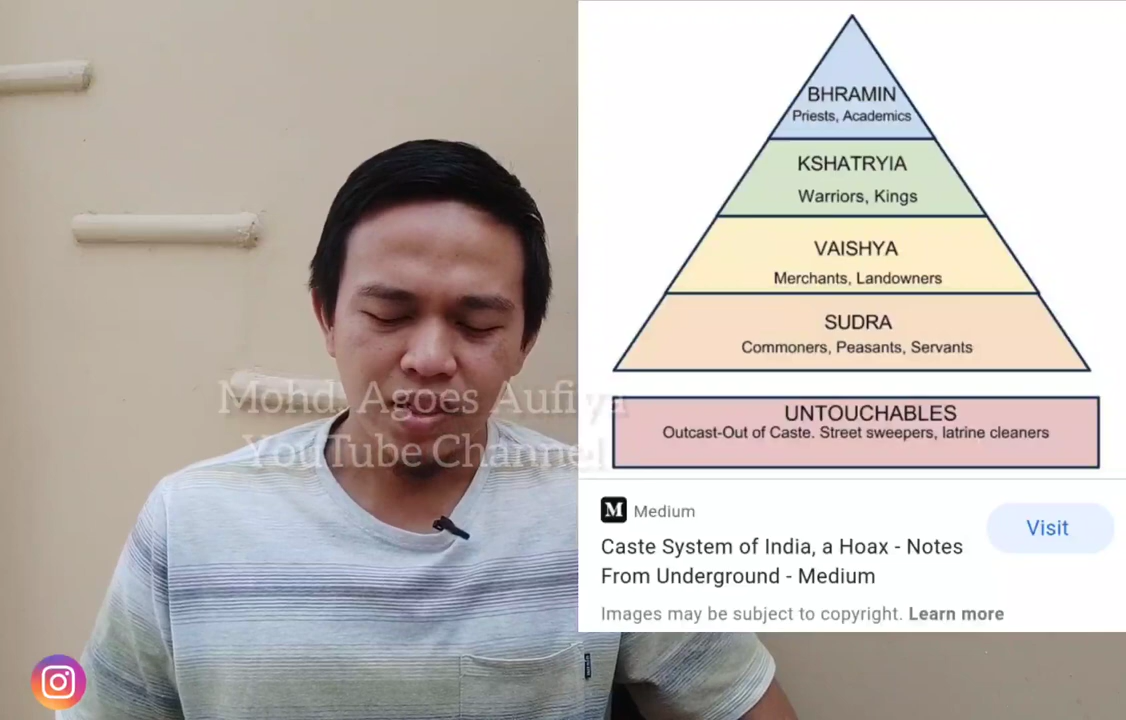 BHRAMIN
Priests, Academics
KSHATRYIA
Warriors, Kings
VAISHYA
Merchants, Landowners
SUDRA
Commoners, Peasants, Servants
UNTOUCHABLES
Outcast-Out of Caste. Street sweepers, latrine cleaners
M Medium
Visit
Caste System of India, a Hoax - Notes
From Underground - Medium
Images may be subject to copyright. Learn more
Mohd. Agoes Aufiya
YouTube Channel